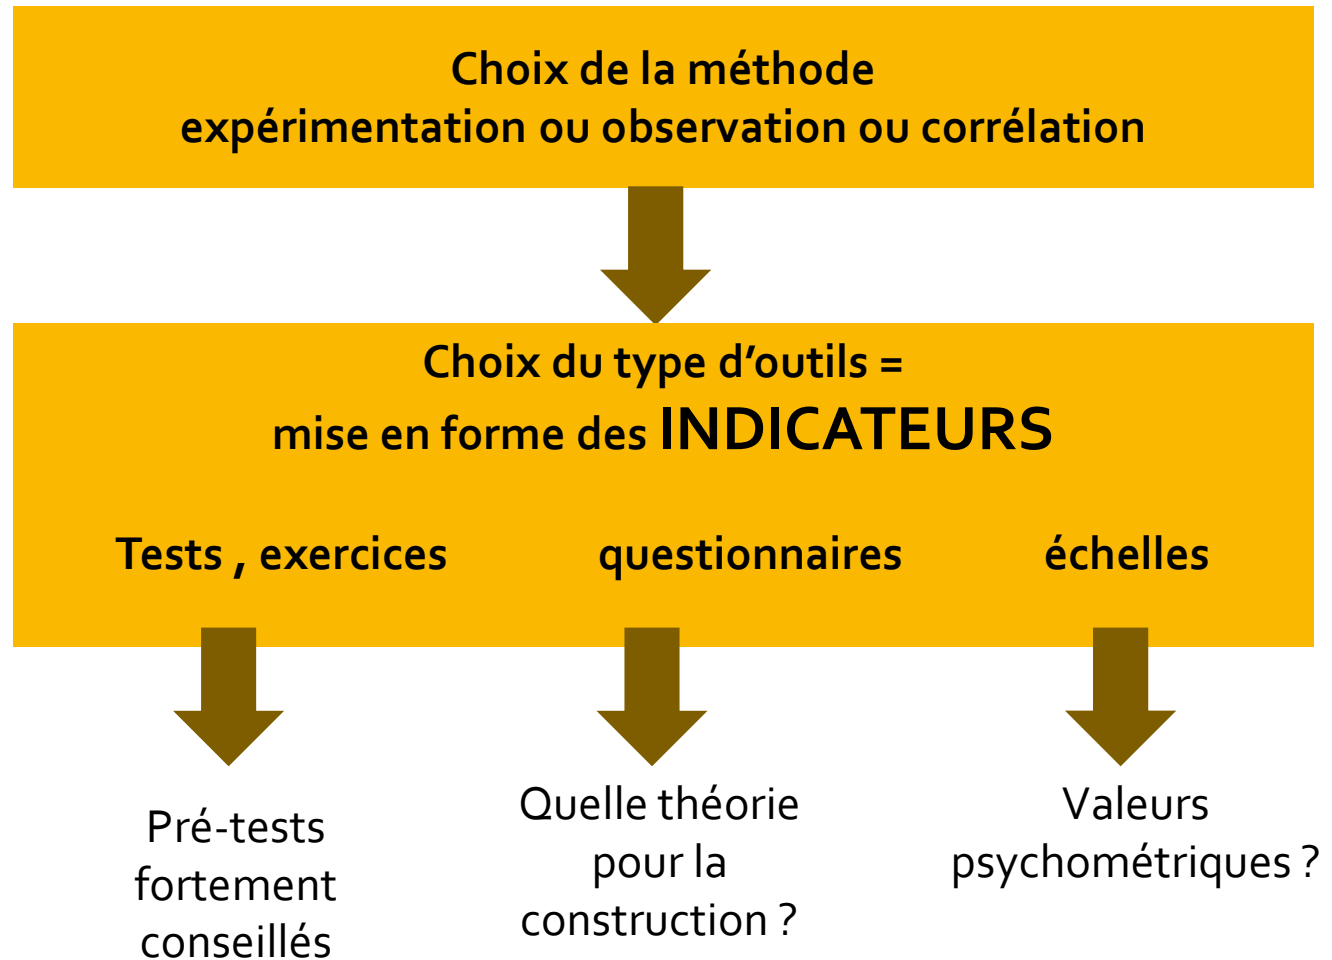 Choix de la méthode
expérimentation ou observation ou corrélation
Choix du type d’outils =
mise en forme des INDICATEURS
Tests , exercices
questionnaires
échelles
Pré-tests
fortement
conseillés
Quelle théorie
pour la
construction ?
Valeurs
psychométriques ?